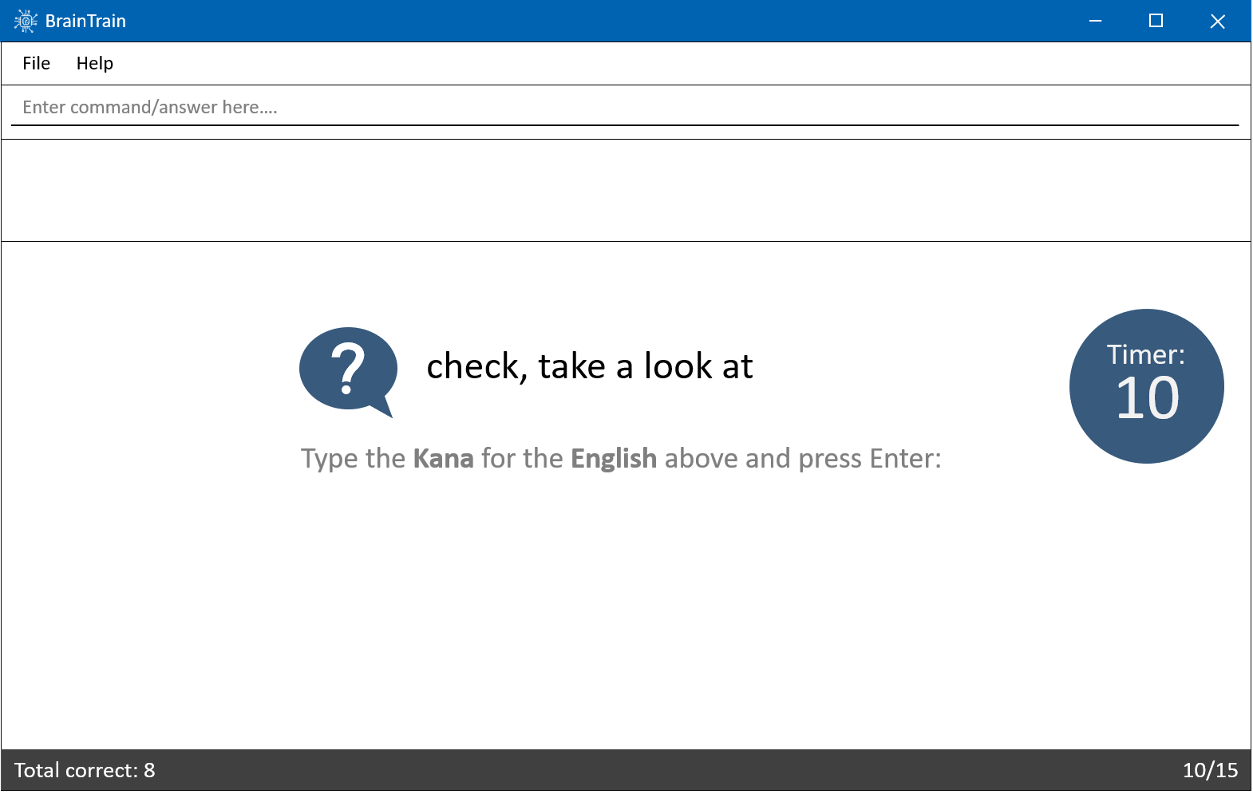 BrainTrain
File Help
Enter command/answer here....
?
check, take a look at
Timer:
10
Type the Kana for the English above and press Enter:
Total correct: 8
10/15